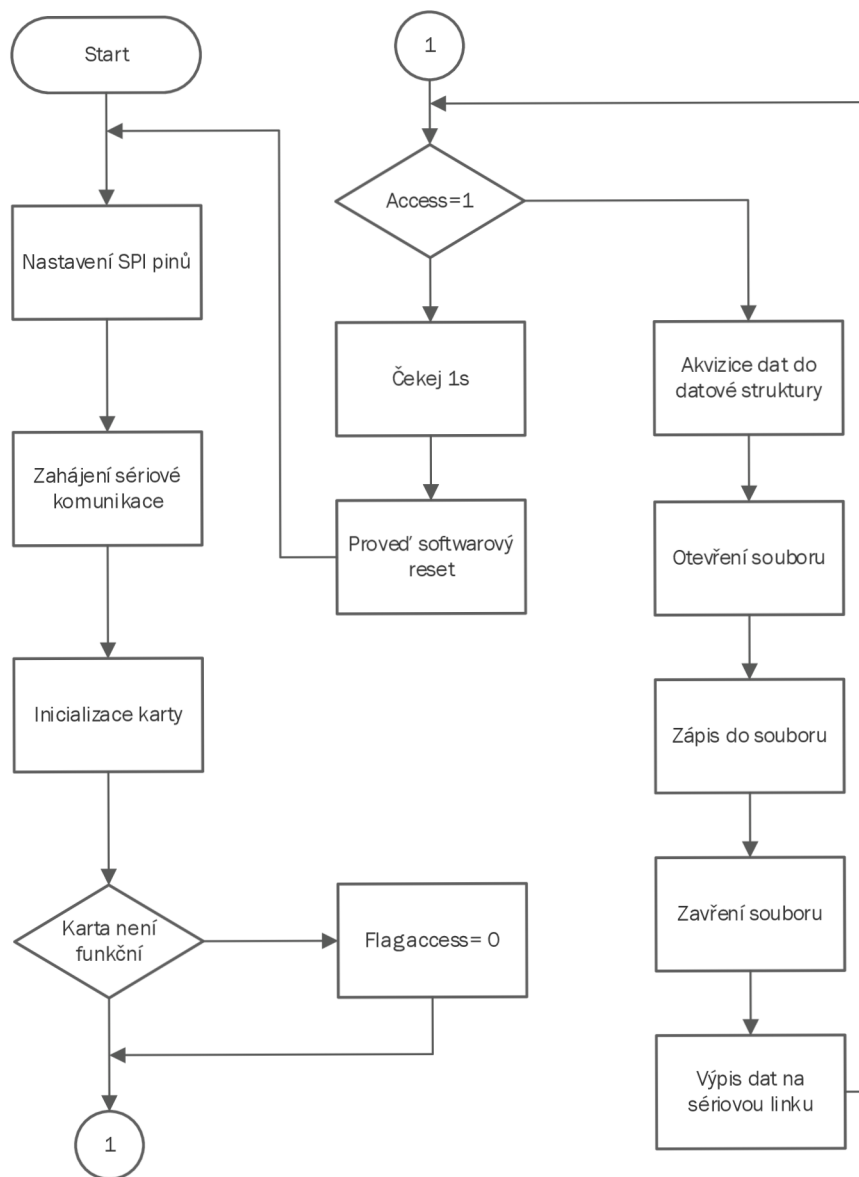 Start
Nastavení SPI pinů
Zahájení sériové
komunikace
Inicializace karty
Karta není
funkční
Flagaccess= 0
1
1
Access=1
Čekej 1s
Proveď softwarový
reset
Akvizice dat do
datové struktury
Otevření souboru
Zápis do souboru
Zavření souboru
Výpis dat na
sériovou linku